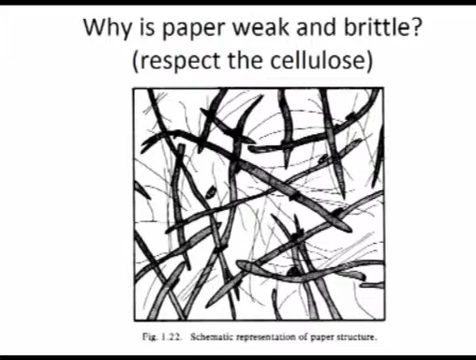 Why is paper weak and brittle?
(respect the cellulose)
Fig. 1.22. Schematic representation of paper structure.